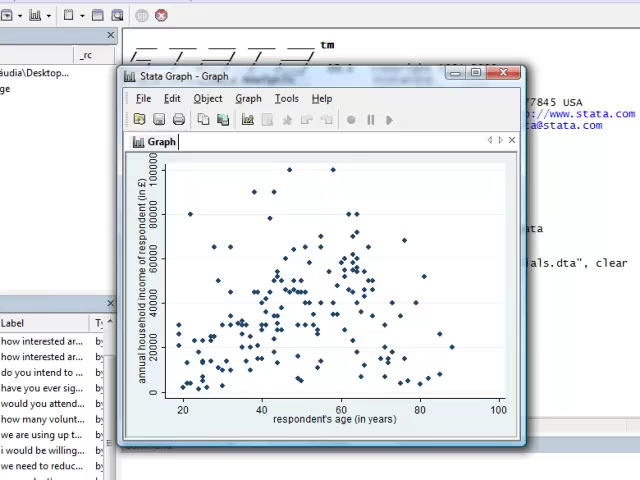 _rc
áudia\Desktop...
ge
tm
Stata Graph - Graph
File Edit Object Graph Tools Help
Graph
77845 USA
p://www.stata.com
ta@stata.com
ata
als.dta", clear
annual household income of respondent (in £)
100000
80000
60000
40000
20000
0
20 40 60 80 100
respondent's age (in years)
Label Ty
how interested ar... by
how interested ar... by
do you intend to ... by
have you ever sig... by
would you attend... by
how many volunt... by
we are using up t... by
i would be willing... by
we need to reduc... by